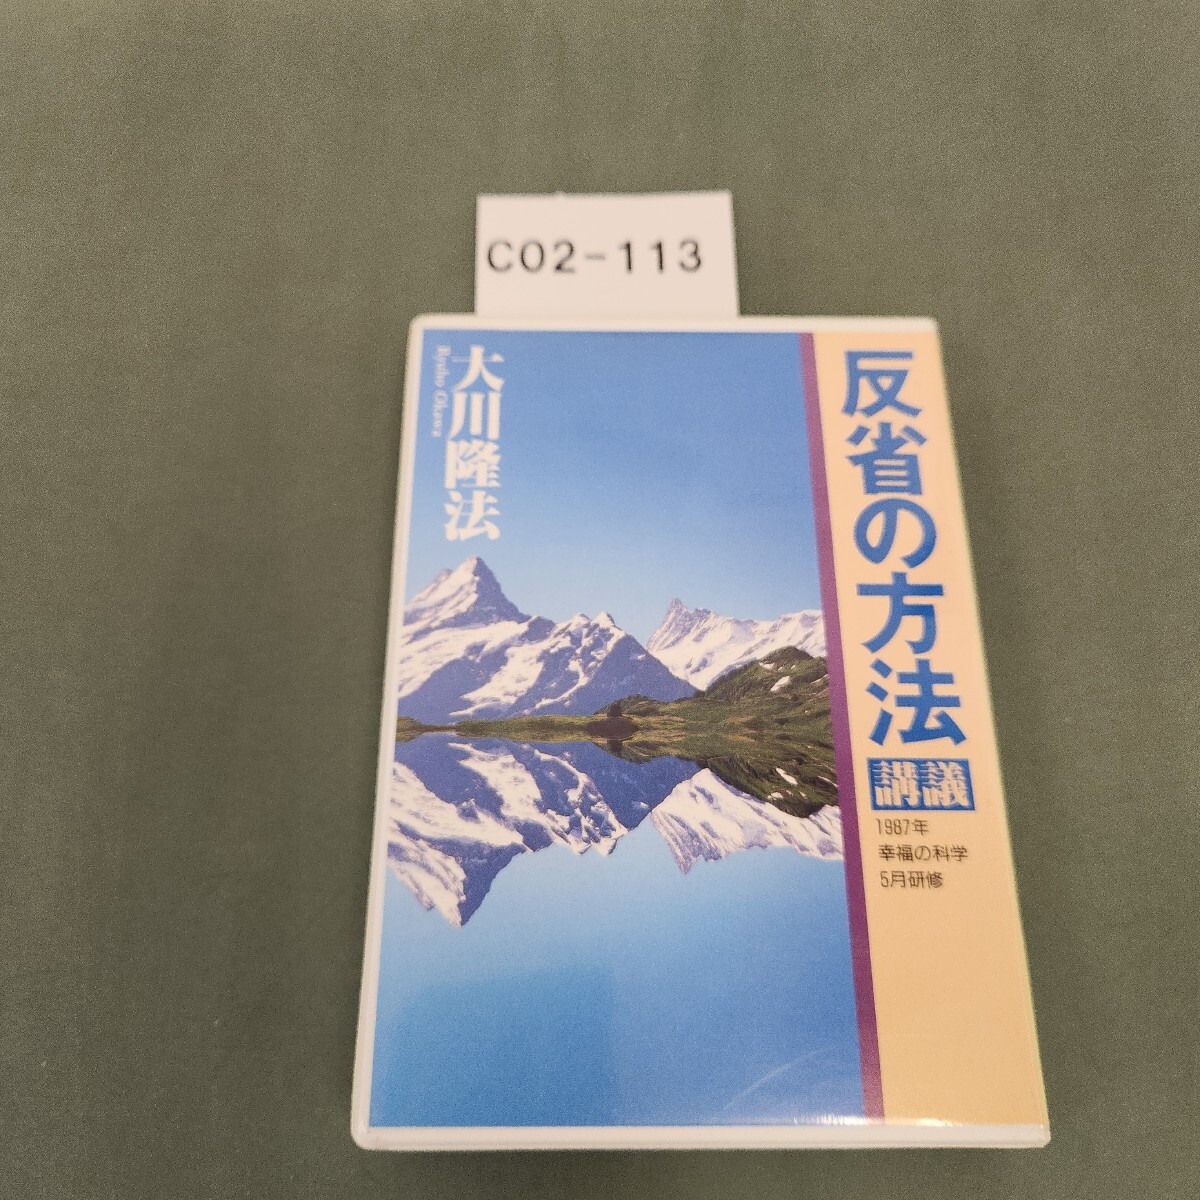 C02-113
反省の方法
講議
1987年
幸福の科学
5月研修
大川隆法
Ryuho Okawa